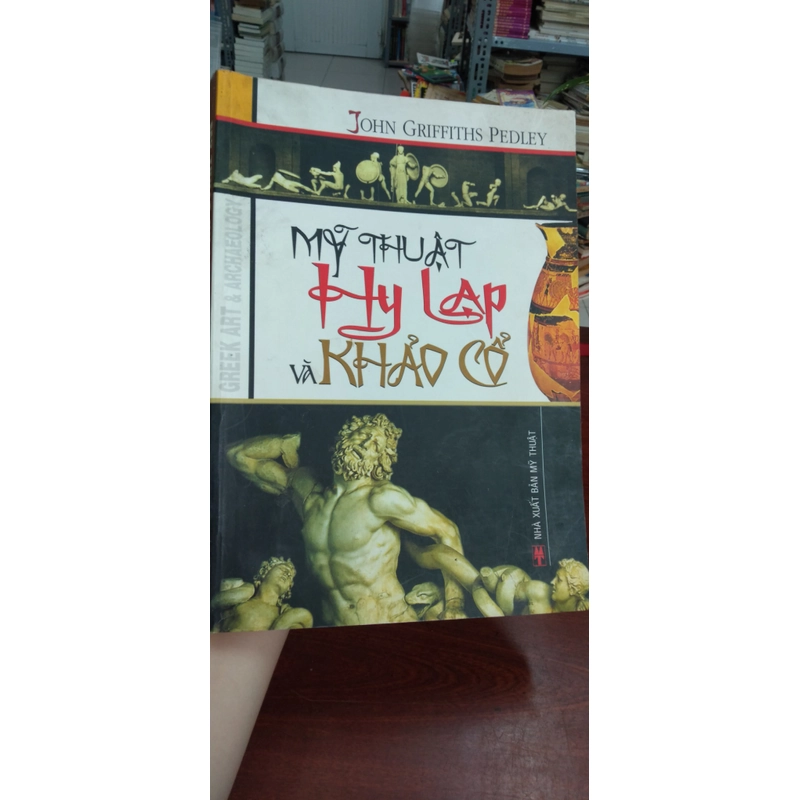 JOHN GRIFFITHS PEDLEY
GREEK ART & ARCHAEOLOGY
MỸ THUẬT
HY LẠP
VÀ KHẢO CỔ
NHÀ XUẤT BẢN MỸ THUẬT